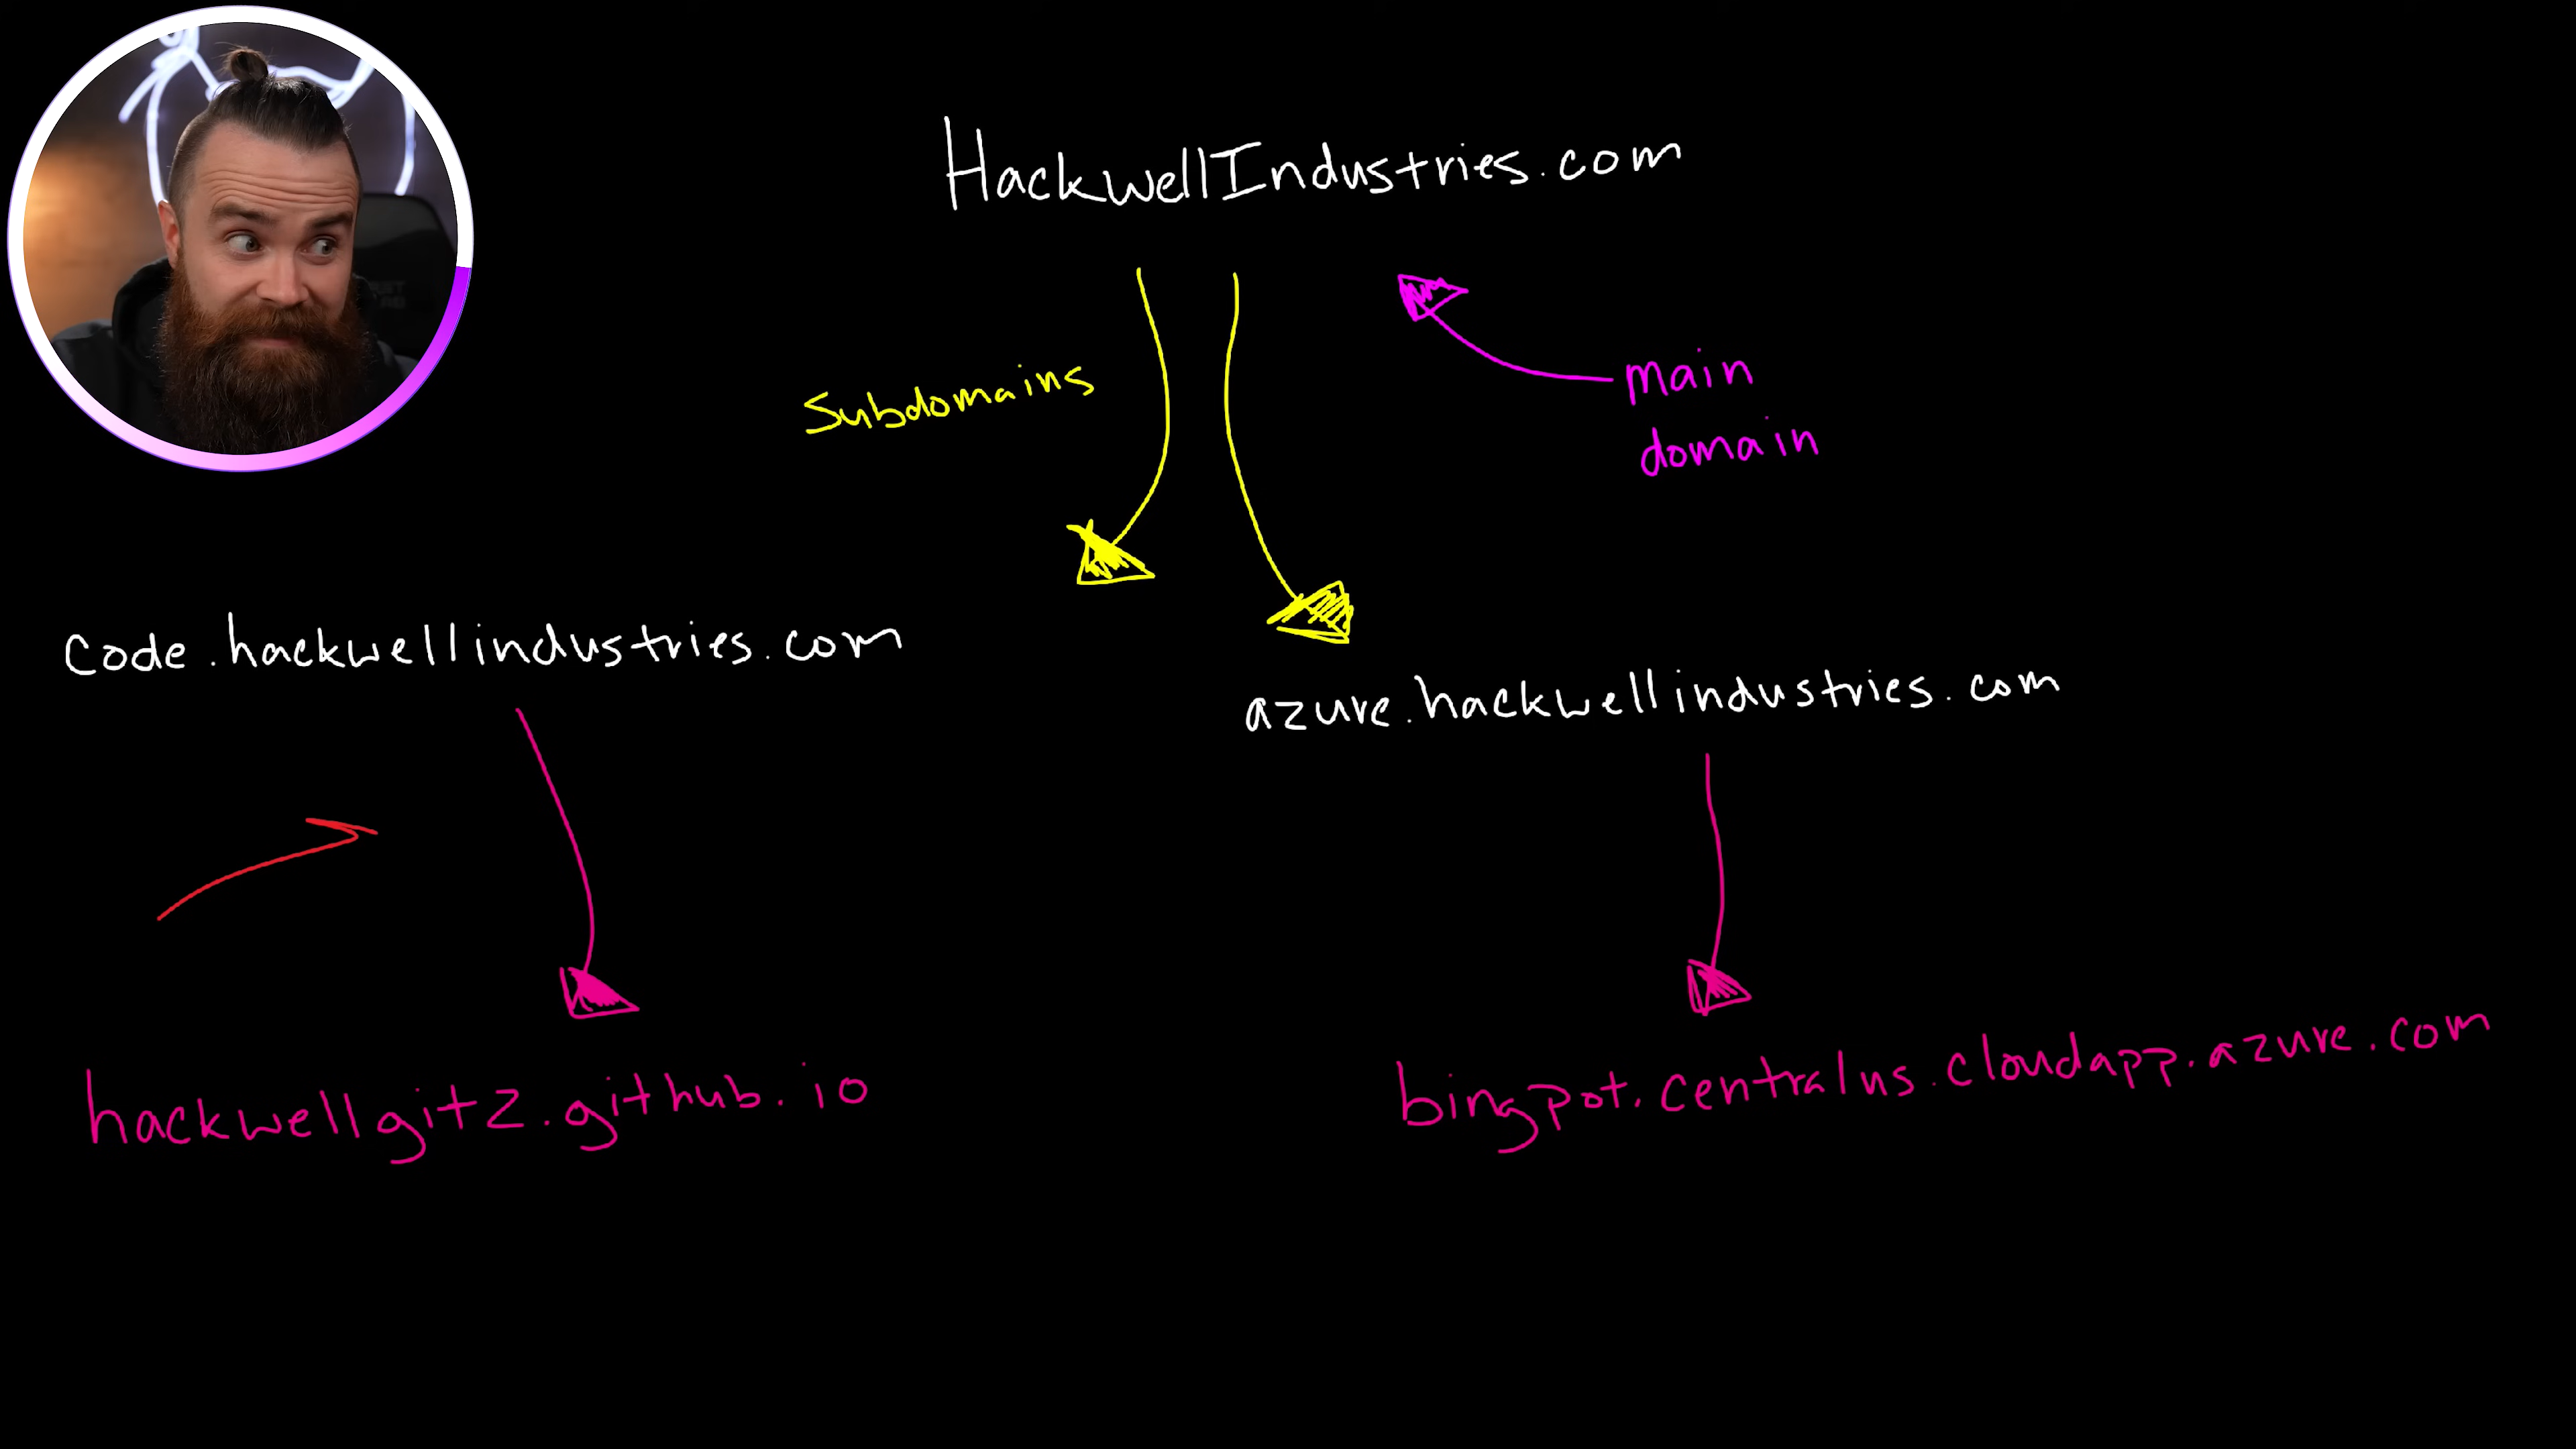 HackwellIndustries.com
Subdomains
main
domain
code.hackwellindustries.com
azure.hackwellindustries.com
hackwellgitz.github.io
bingpot.centralus.cloudapp.azure.com